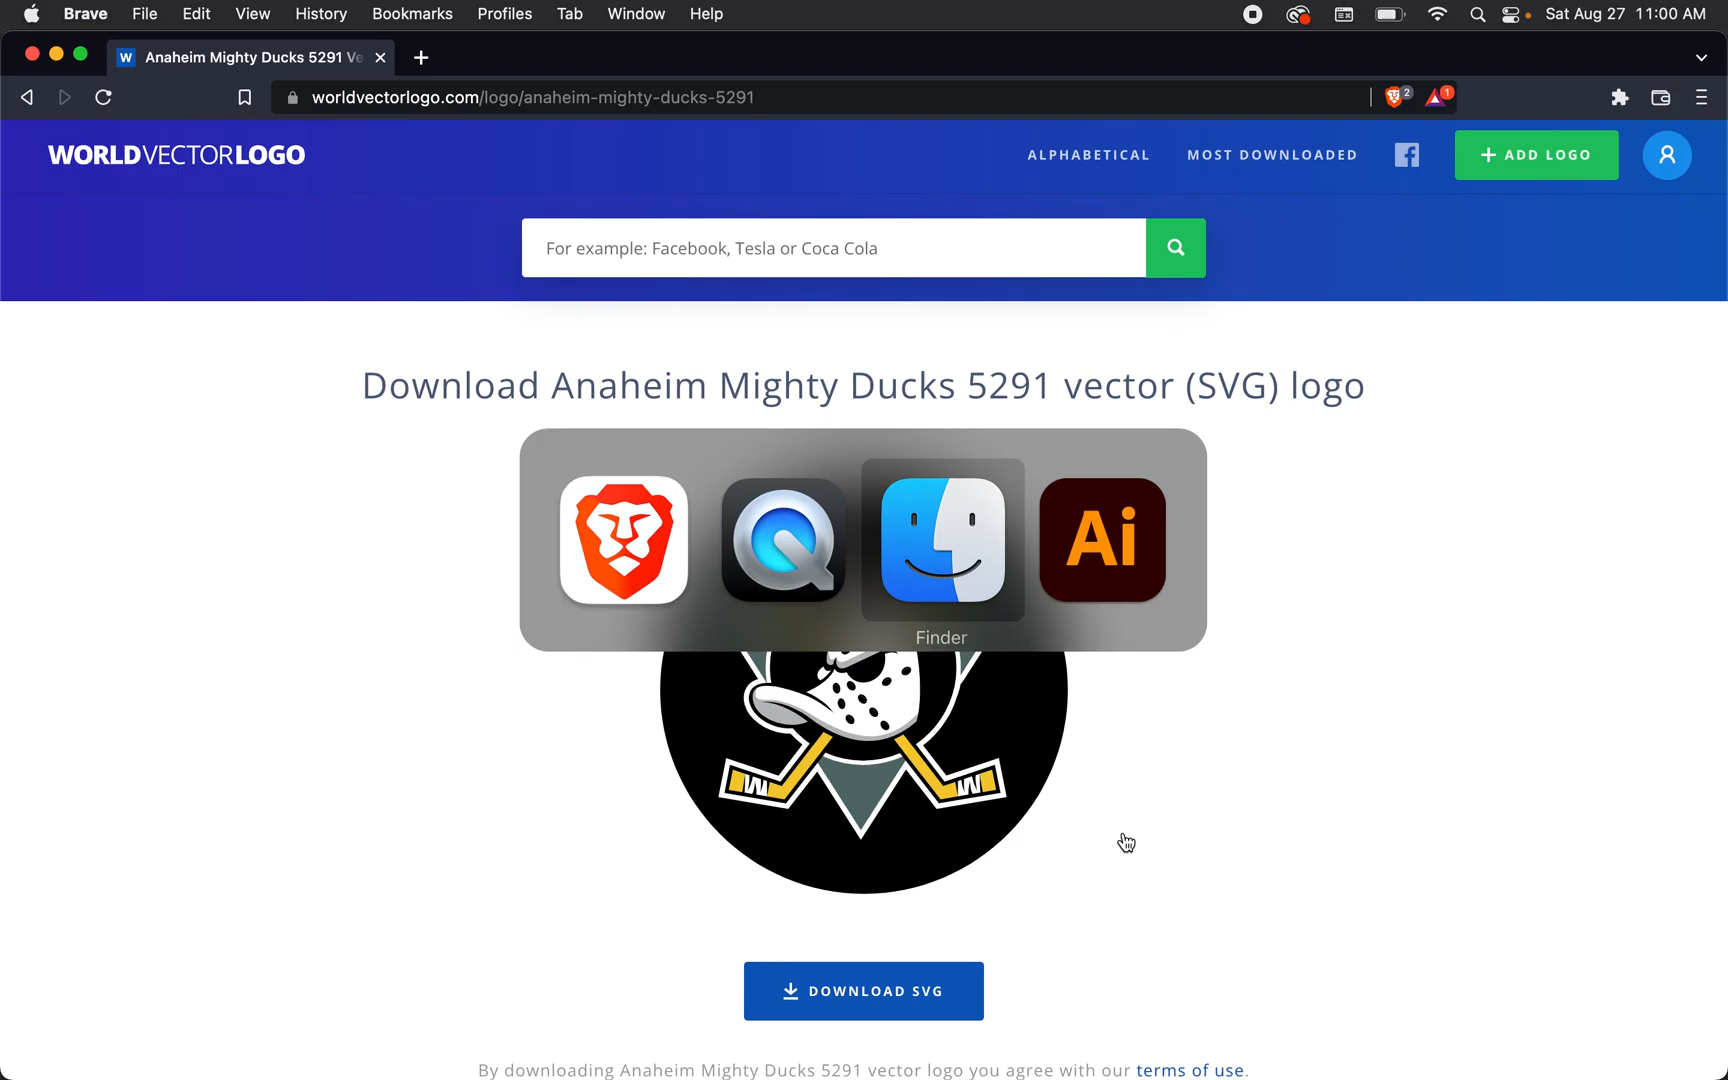 Brave File Edit View History Bookmarks Profiles Tab Window Help Sat Aug 27 11:00 AM
W Anaheim Mighty Ducks 5291 Ve
worldvectorlogo.com/logo/anaheim-mighty-ducks-5291 2 1
WORLDVECTORLOGO ALPHABETICAL MOST DOWNLOADED + ADD LOGO
For example: Facebook, Tesla or Coca Cola
Download Anaheim Mighty Ducks 5291 vector (SVG) logo
Ai
Finder
W W
DOWNLOAD SVG
By downloading Anaheim Mighty Ducks 5291 vector logo you agree with our terms of use.